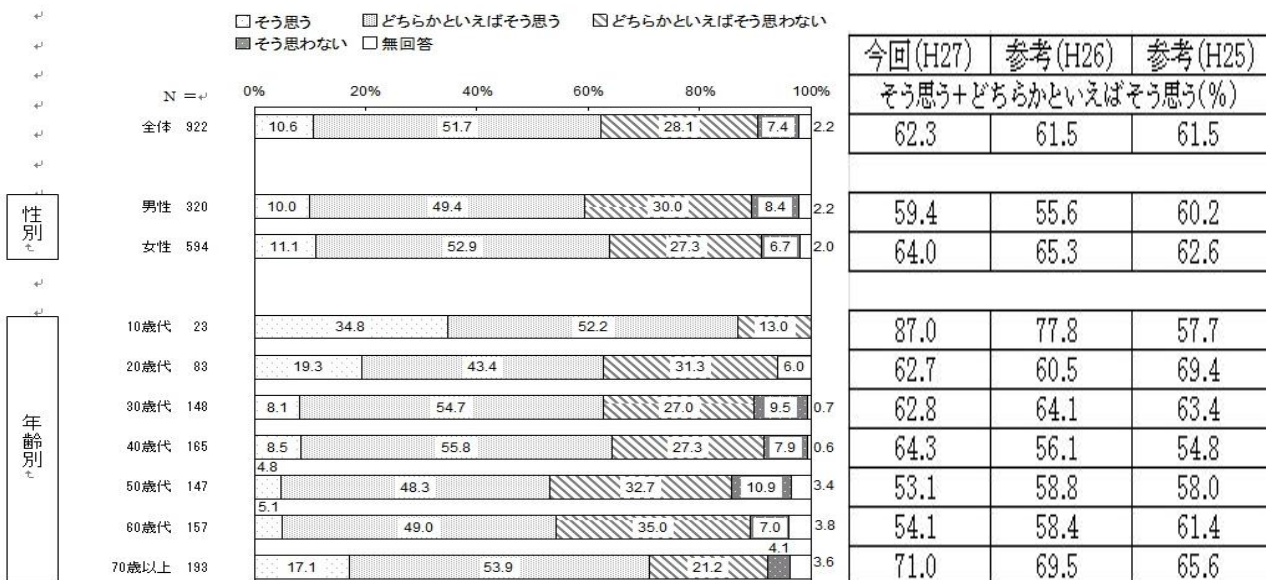 そう思う どちらかといえばそう思う どちらかといえばそう思わない
そう思わない 無回答
今回(H27) 参考(H26) 参考(H25)
そう思う+どちらかといえばそう思う(%)
N =
0% 20% 40% 60% 80% 100%
全体 922 10.6 51.7 28.1 7.4 2.2 62.3 61.5 61.5
性別
男性 320 10.0 49.4 30.0 8.4 2.2 59.4 55.6 60.2
女性 594 11.1 52.9 27.3 6.7 2.0 64.0 65.3 62.6
年齢別
10歳代 23 34.8 52.2 13.0 87.0 77.8 57.7
20歳代 83 19.3 43.4 31.3 6.0 62.7 60.5 69.4
30歳代 148 8.1 54.7 27.0 9.5 0.7 62.8 64.1 63.4
40歳代 165 8.5 55.8 27.3 7.9 0.6 64.3 56.1 54.8
50歳代 147 4.8 48.3 32.7 10.9 3.4 53.1 58.8 58.0
60歳代 157 5.1 49.0 35.0 7.0 3.8 54.1 58.4 61.4
70歳以上 193 17.1 53.9 21.2 4.1 3.6 71.0 69.5 65.6